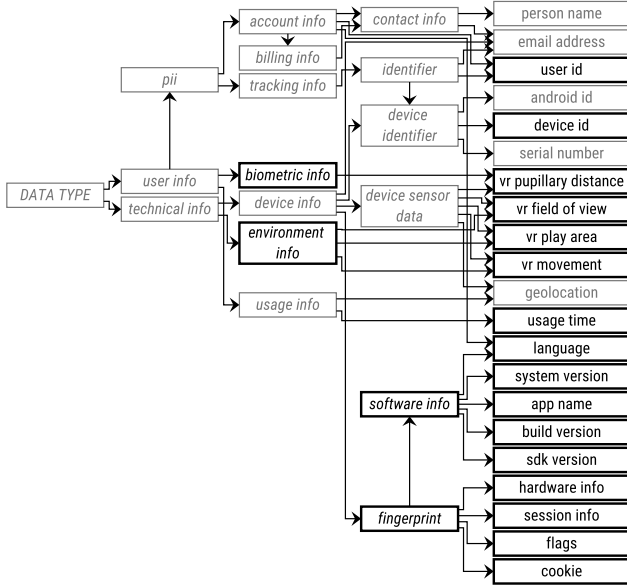 account info
contact info
person name
billing info
email address
pii
tracking info
identifier
user id
android id
device
identifier
device id
serial number
DATA TYPE
user info
biometric info
vr pupillary distance
technical info
device info
device sensor
data
vr field of view
environment
info
vr play area
vr movement
usage info
geolocation
usage time
language
system version
software info
app name
build version
sdk version
hardware info
fingerprint
session info
flags
cookie